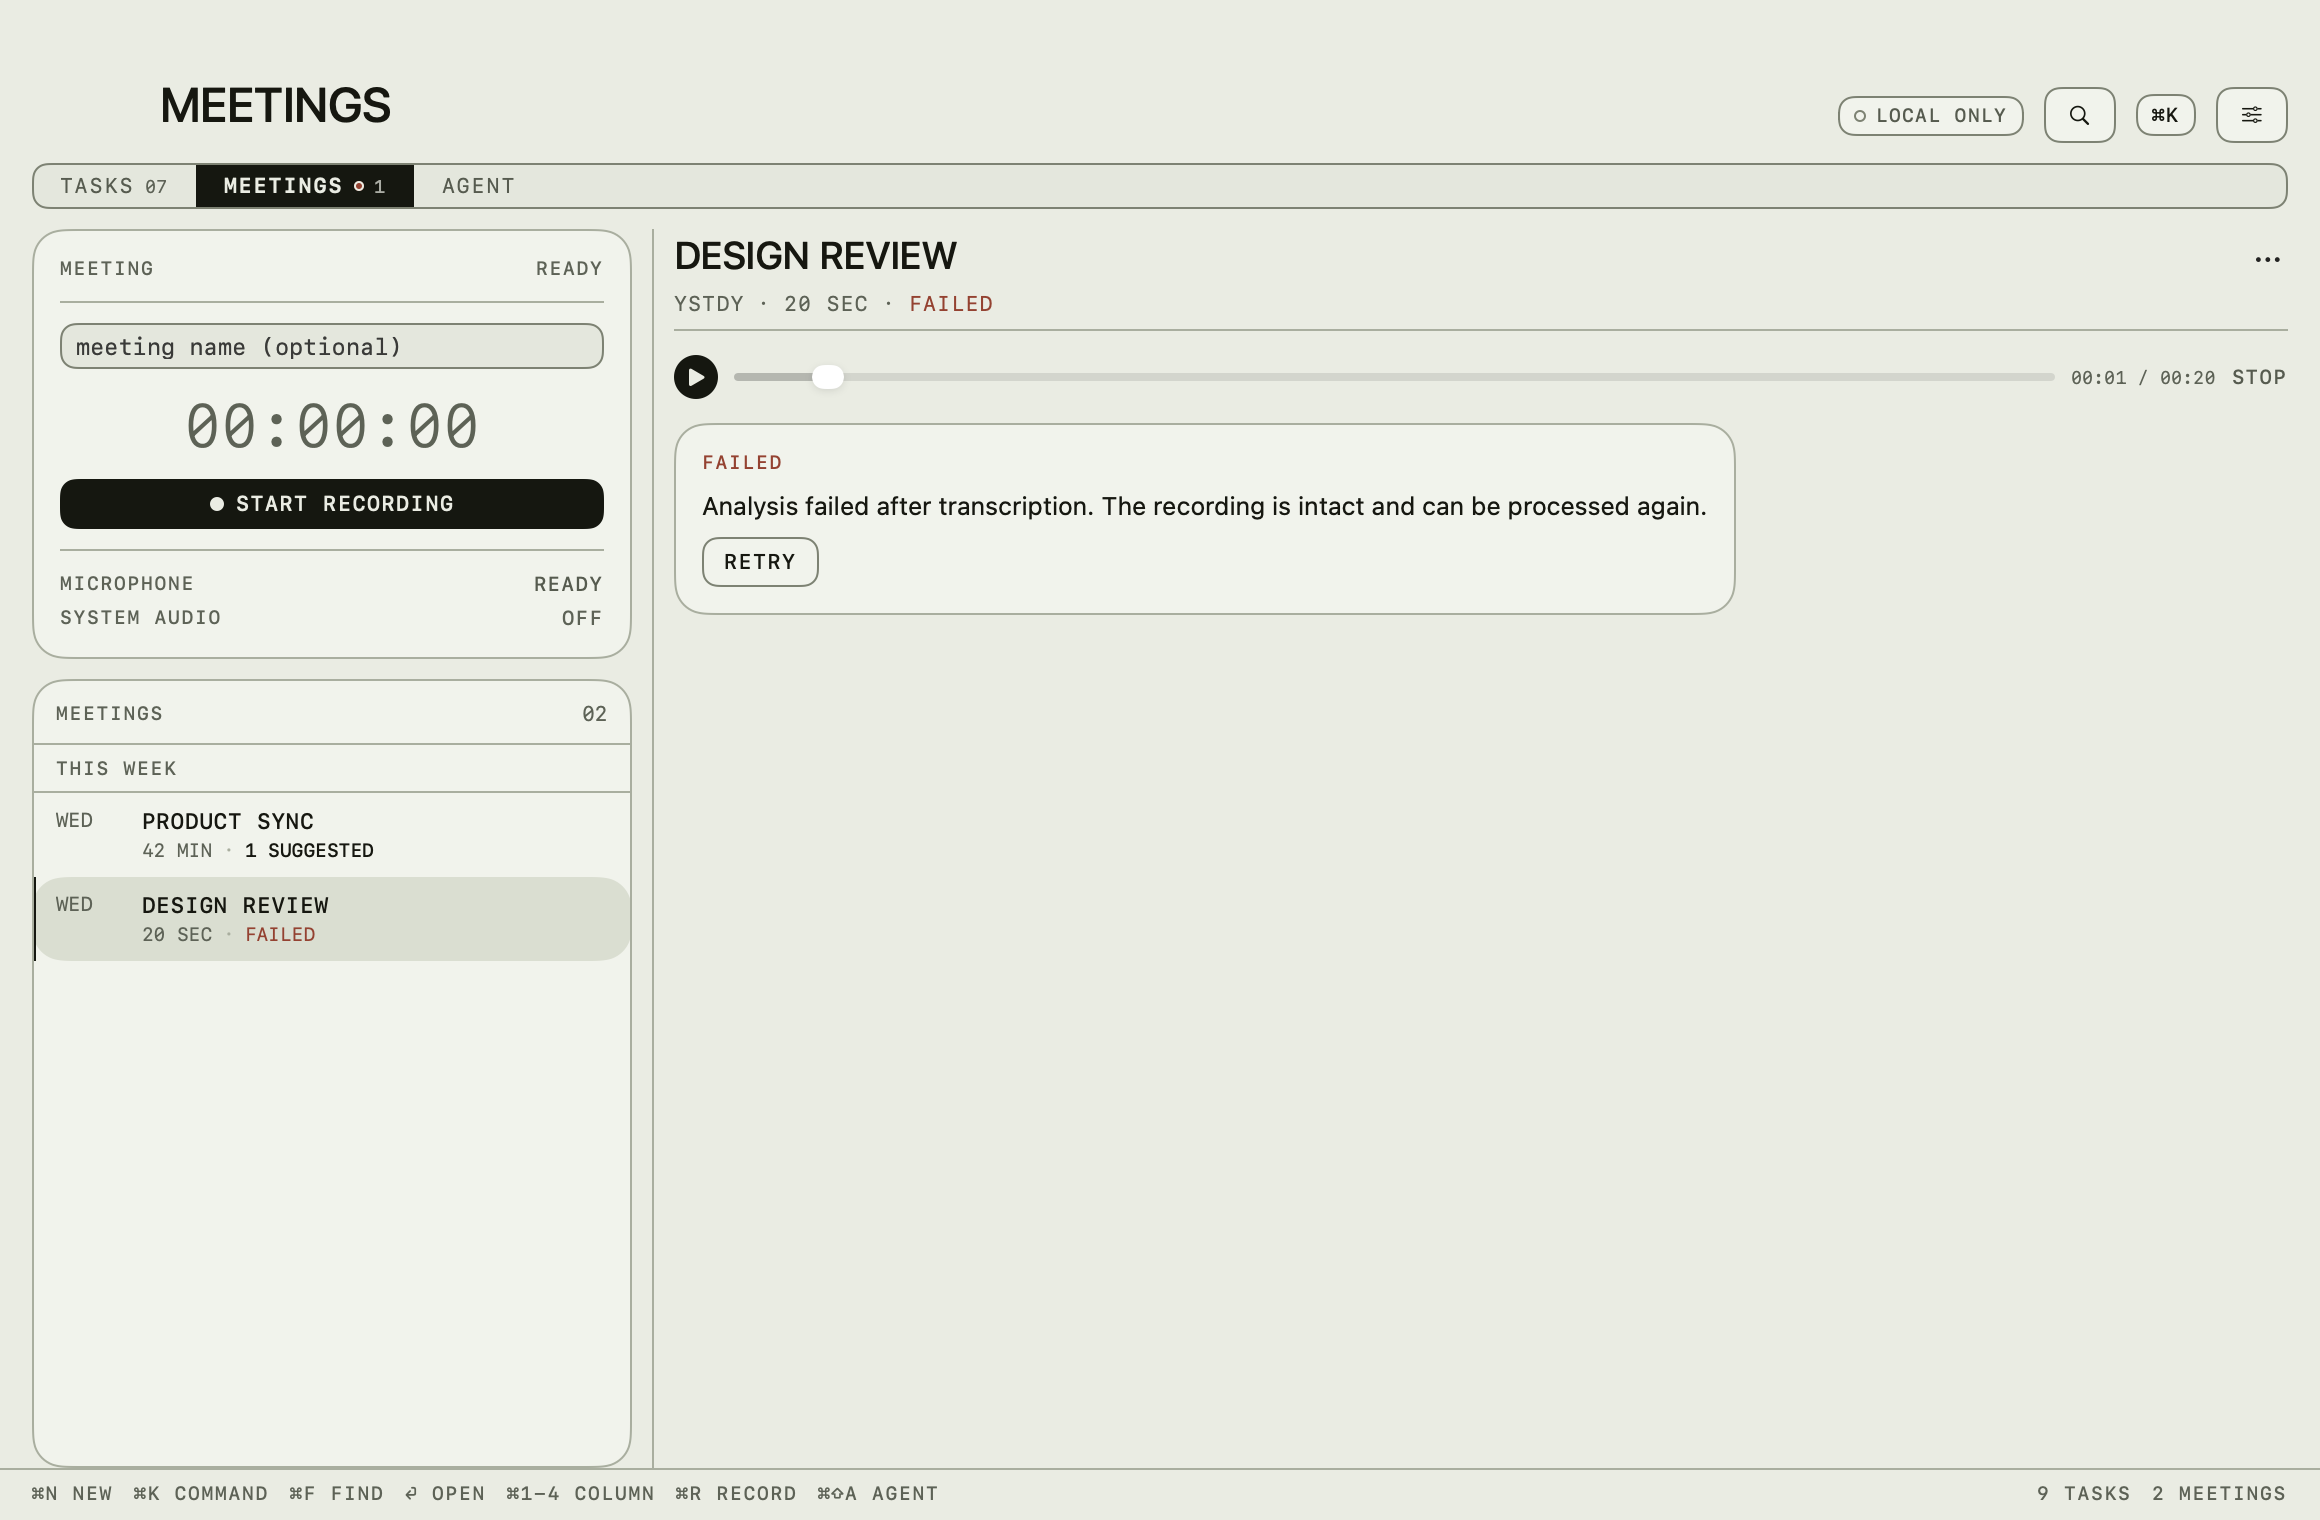 MEETINGS
LOCAL ONLY
⌘K
TASKS 07
MEETINGS 1
AGENT
MEETING READY
meeting name (optional)
00:00:00
START RECORDING
MICROPHONE READY
SYSTEM AUDIO OFF
MEETINGS 02
THIS WEEK
WED PRODUCT SYNC
42 MIN · 1 SUGGESTED
WED DESIGN REVIEW
20 SEC · FAILED
DESIGN REVIEW
YSTDY · 20 SEC · FAILED
00:01 / 00:20 STOP
FAILED
Analysis failed after transcription. The recording is intact and can be processed again.
RETRY
⌘N NEW ⌘K COMMAND ⌘F FIND ⏎ OPEN ⌘1–4 COLUMN ⌘R RECORD ⌘⇧A AGENT
9 TASKS 2 MEETINGS